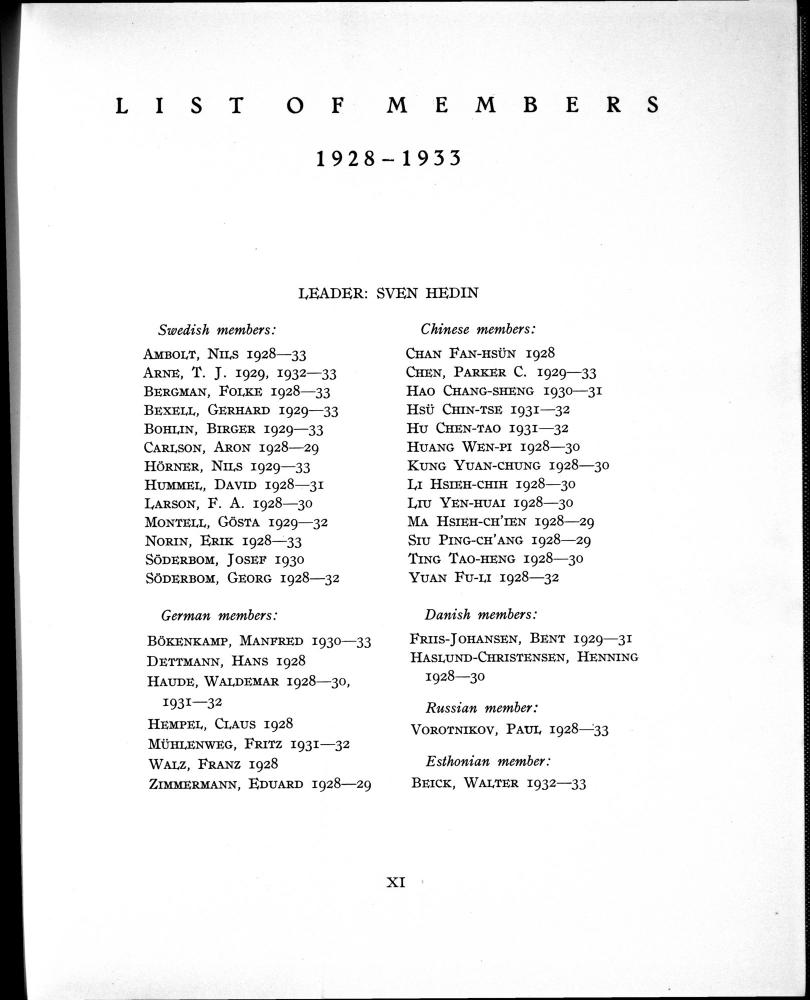 LIST OF MEMBERS
1928–1933
LEADER: SVEN HEDIN
Swedish members:
AMBOLT, NILS 1928—33
ARNE, T. J. 1929, 1932—33
BERGMAN, FOLKE 1928—33
BEXELL, GERHARD 1929—33
BOHLIN, BIRGER 1929—33
CARLSON, ARON 1928—29
HÖRNER, NILS 1929—33
HUMMEL, DAVID 1928—31
LARSON, F. A. 1928—30
MONTELL, GÖSTA 1929—32
NORIN, ERIK 1928—33
SÖDERBOM, JOSEF 1930
SÖDERBOM, GEORG 1928—32
German members:
BÖKENKAMP, MANFRED 1930—33
DETTMANN, HANS 1928
HAUDE, WALDEMAR 1928—30,
1931—32
HEMPEL, CLAUS 1928
MÜHLENWEG, FRITZ 1931—32
WALZ, FRANZ 1928
ZIMMERMANN, EDUARD 1928—29
Chinese members:
CHAN FAN-HSÜN 1928
CHEN, PARKER C. 1929—33
HAO CHANG-SHENG 1930—31
HSÜ CHIN-TSE 1931—32
HU CHEN-TAO 1931—32
HUANG WEN-PI 1928—30
KUNG YUAN-CHUNG 1928—30
LI HSIEH-CHIH 1928—30
LIU YEN-HUAI 1928—30
MA HSIEH-CH'IEN 1928—29
SIU PING-CH'ANG 1928—29
TING TAO-HENG 1928—30
YUAN FU-LI 1928—32
Danish members:
FRIIS-JOHANSEN, BENT 1929—31
HASLUND-CHRISTENSEN, HENNING
1928—30
Russian member:
VOROTNIKOV, PAUL 1928—33
Esthonian member:
BEICK, WALTER 1932—33
XI